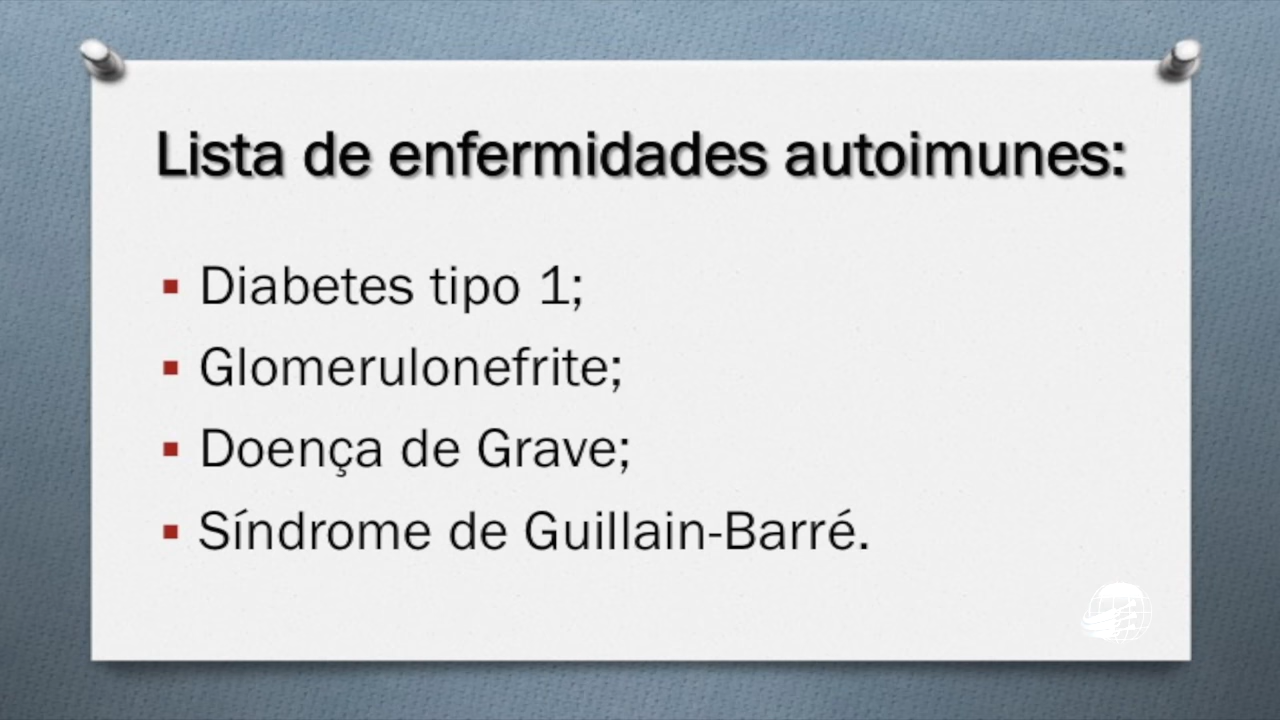 Lista de enfermidades autoimunes:
Diabetes tipo 1;
Glomerulonefrite;
Doença de Grave;
Síndrome de Guillain-Barré.